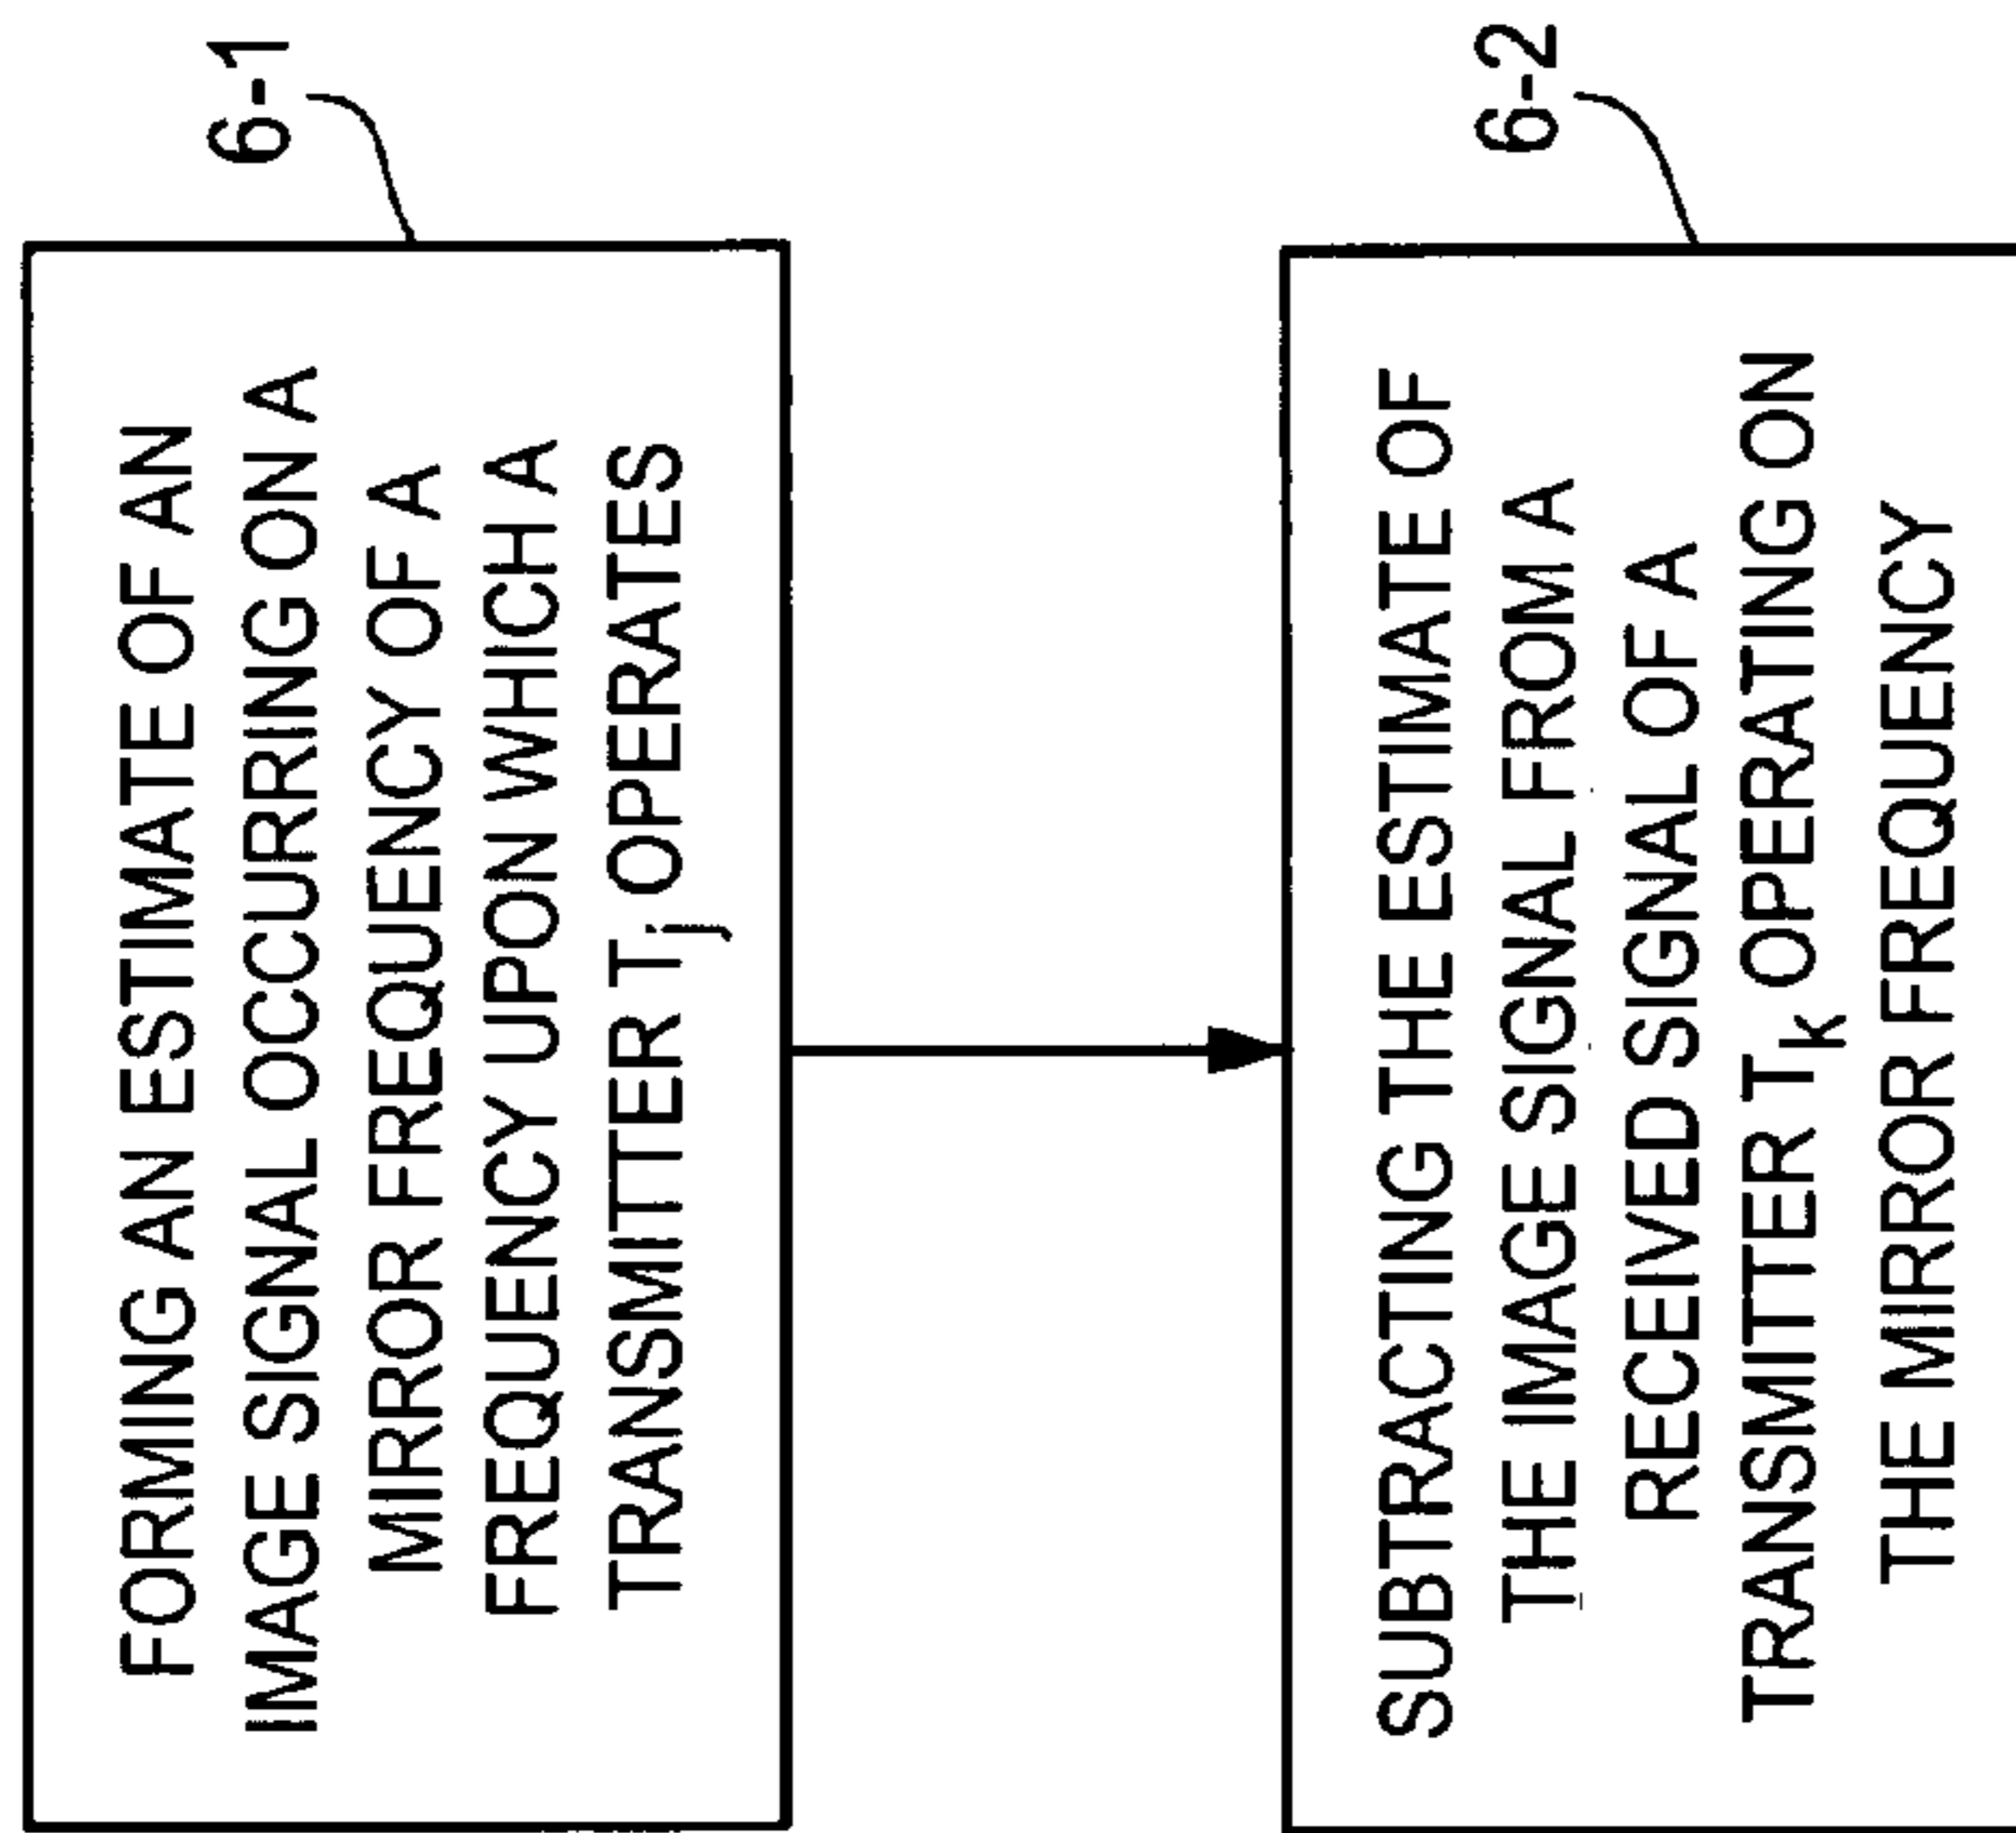 6-1
FORMING AN ESTIMATE OF AN
IMAGE SIGNAL OCCURRING ON A
MIRROR FREQUENCY OF A
FREQUENCY UPON WHICH A
TRANSMITTER Tj OPERATES
6-2
SUBTRACTING THE ESTIMATE OF
THE IMAGE SIGNAL FROM A
RECEIVED SIGNAL OF A
TRANSMITTER Tk OPERATING ON
THE MIRROR FREQUENCY